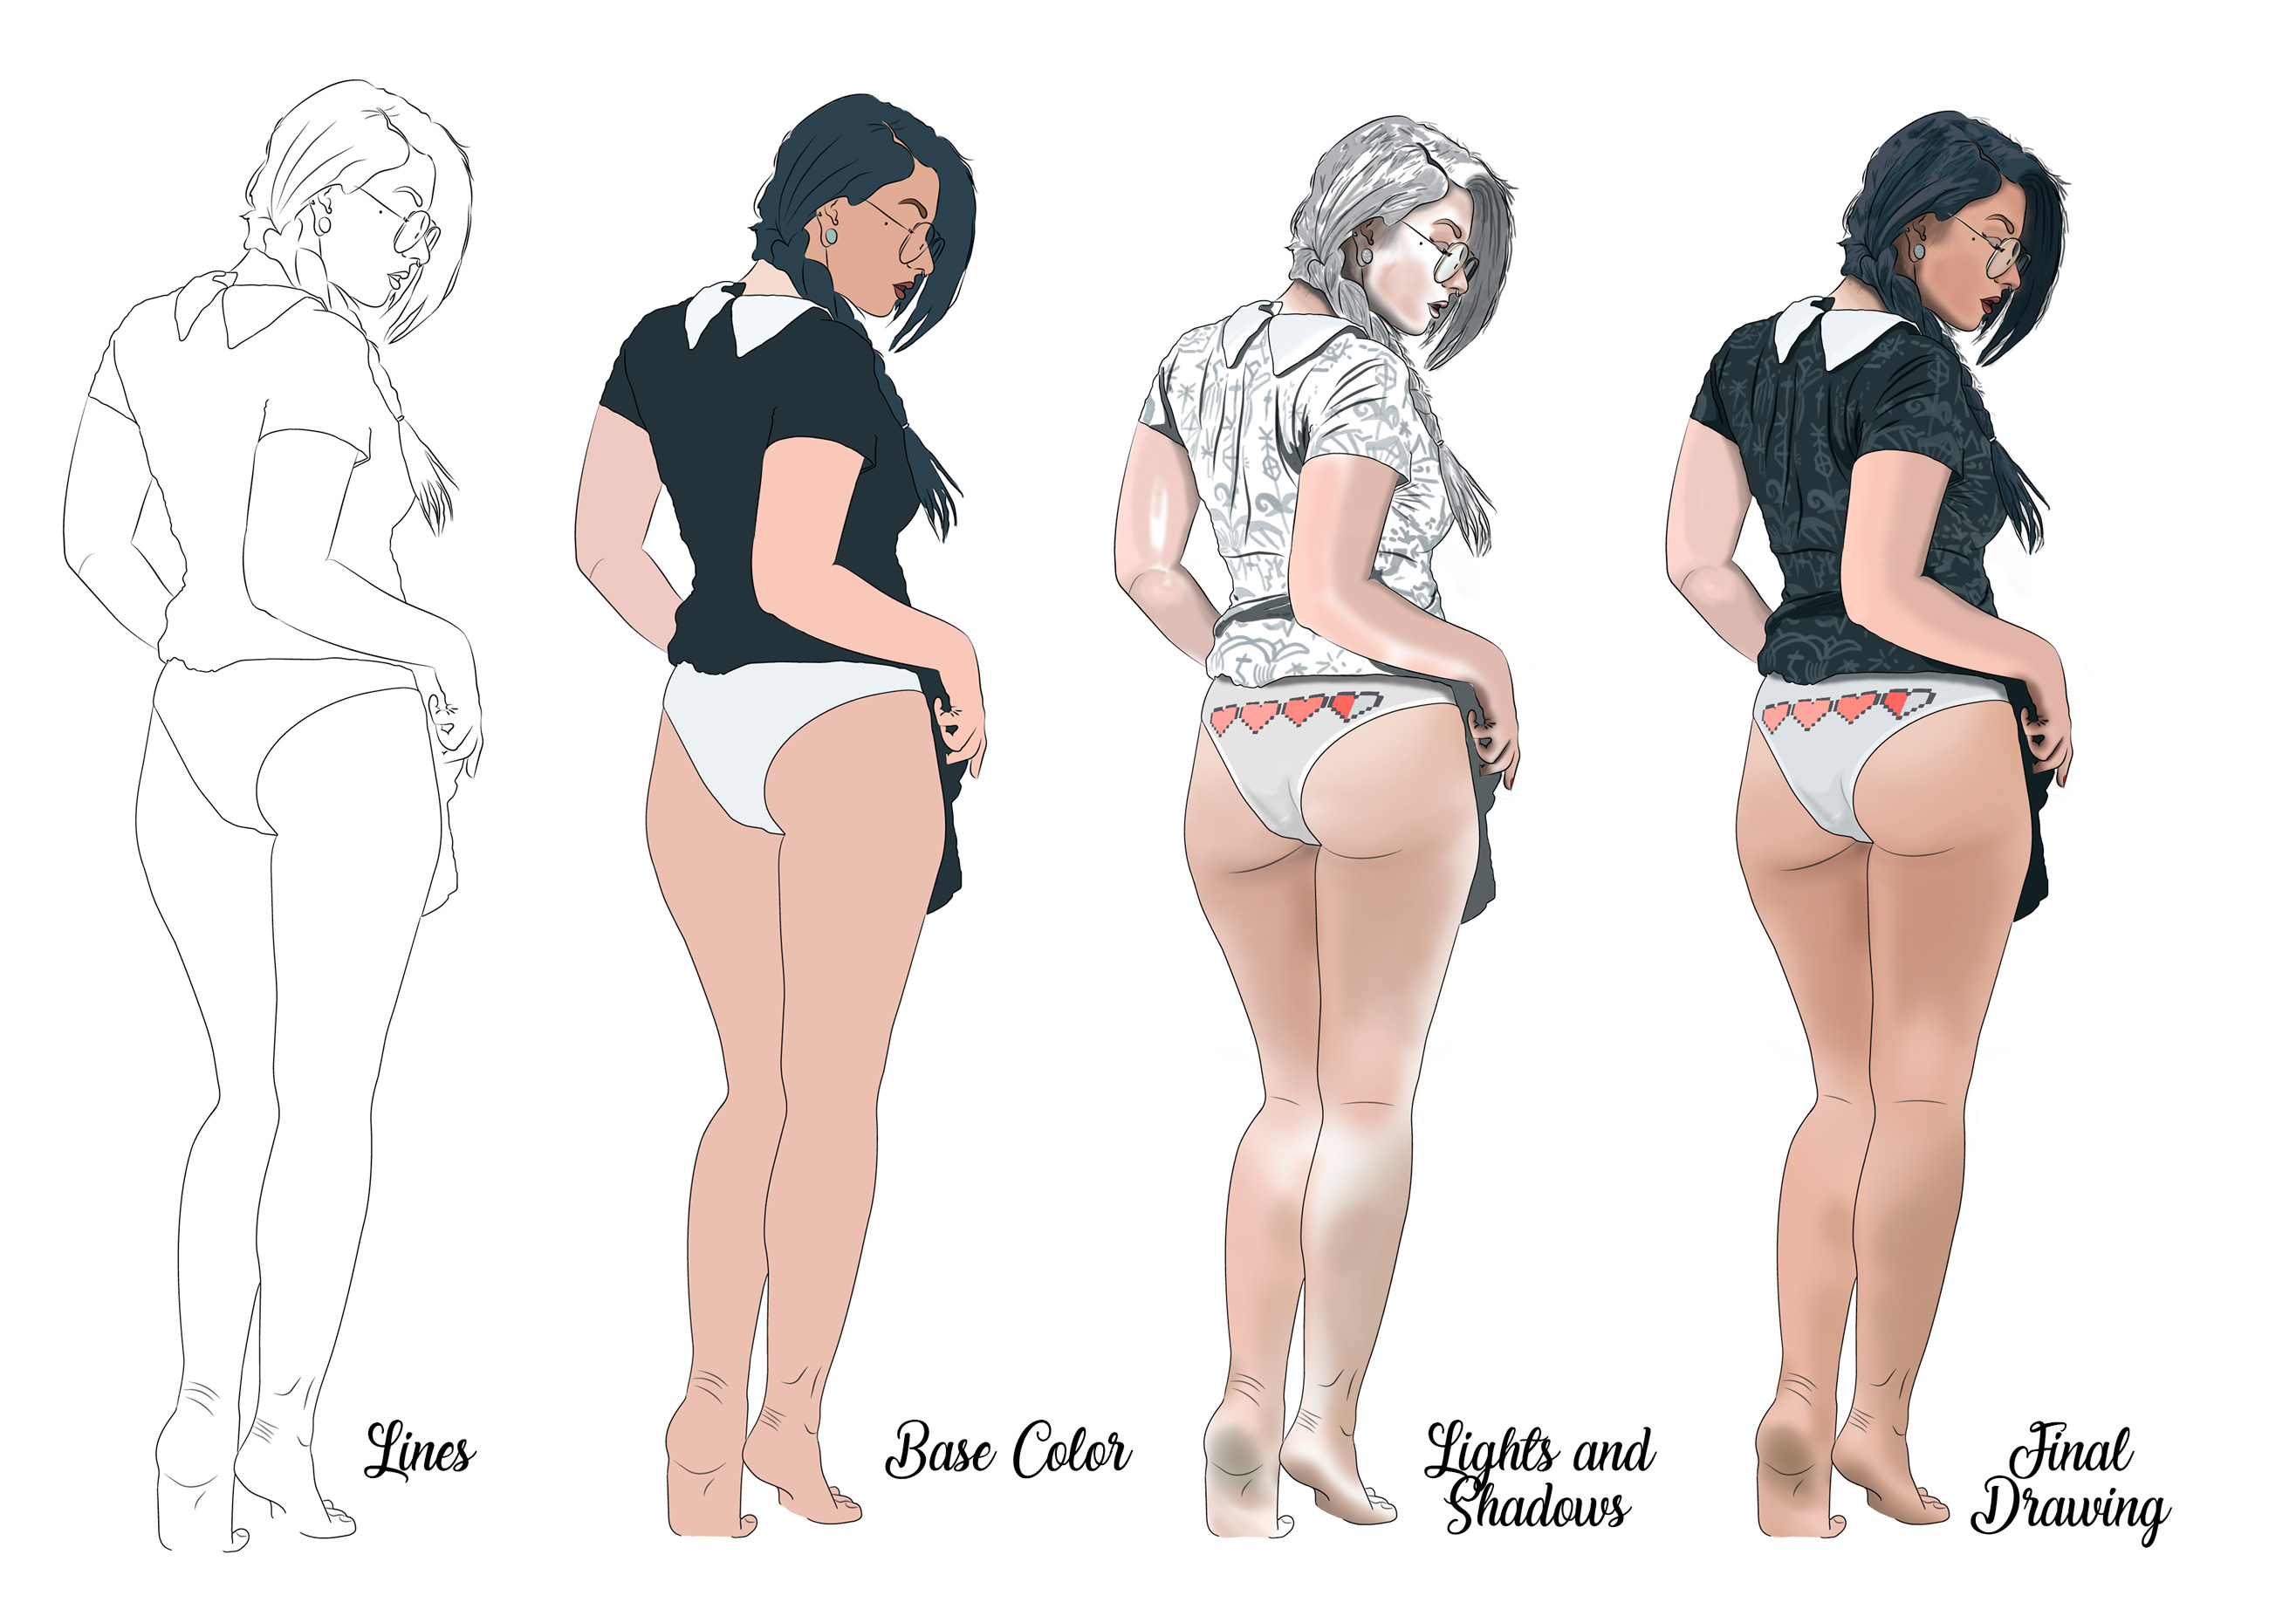 Lines
Base Color
Lights and
Shadows
Final
Drawing